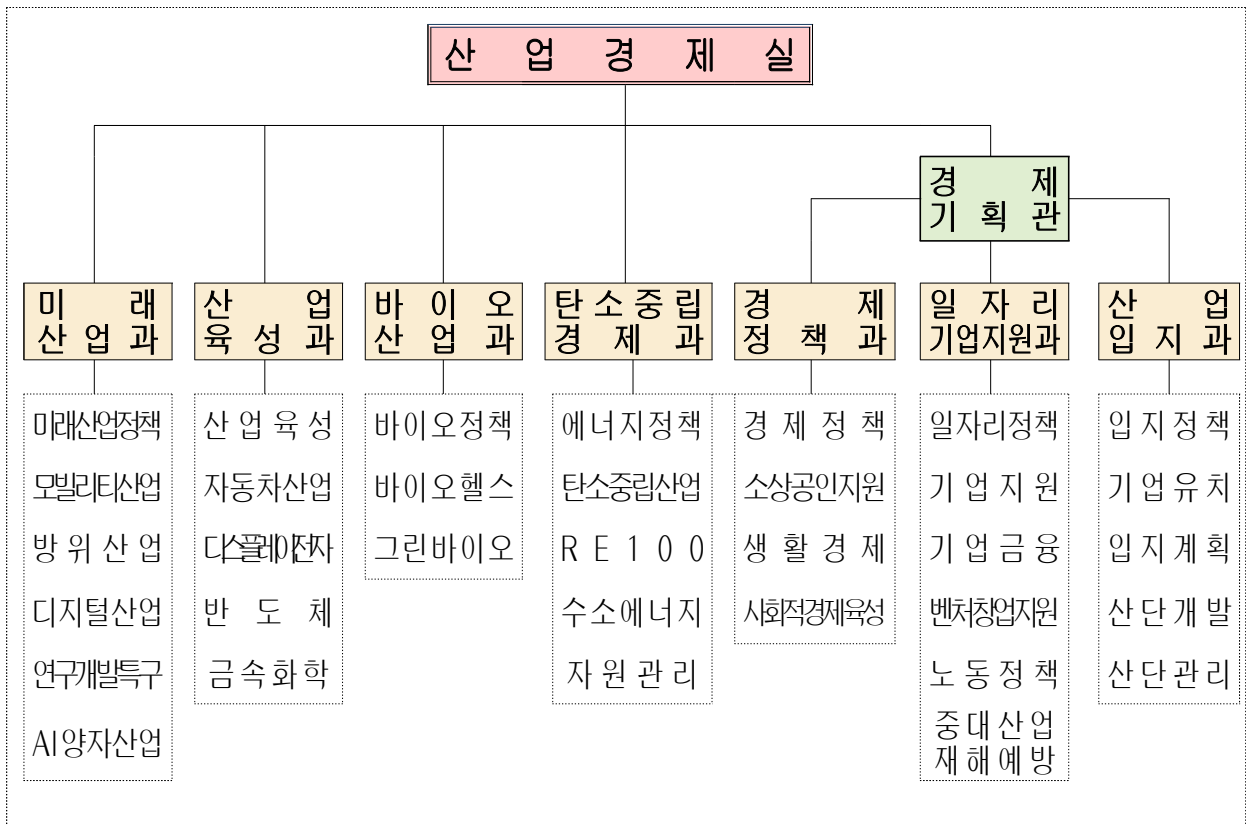 산업경제실
경제
기획관
미래
산업과
산업
육성과
바이오
산업과
탄소중립
경제과
경제
정책과
일자리
기업지원과
산업
입지과
미래산업정책
모빌리티산업
방위산업
디지털산업
연구개발특구
AI양자산업
산업육성
자동차산업
디스플레이전자
반도체
금속화학
바이오정책
바이오헬스
그린바이오
에너지정책
탄소중립산업
RE100
수소에너지
자원관리
경제정책
소상공인지원
생활경제
사회적경제육성
일자리정책
기업지원
기업금융
벤처창업지원
노동정책
중대산업
재해예방
입지정책
기업유치
입지계획
산단개발
산단관리